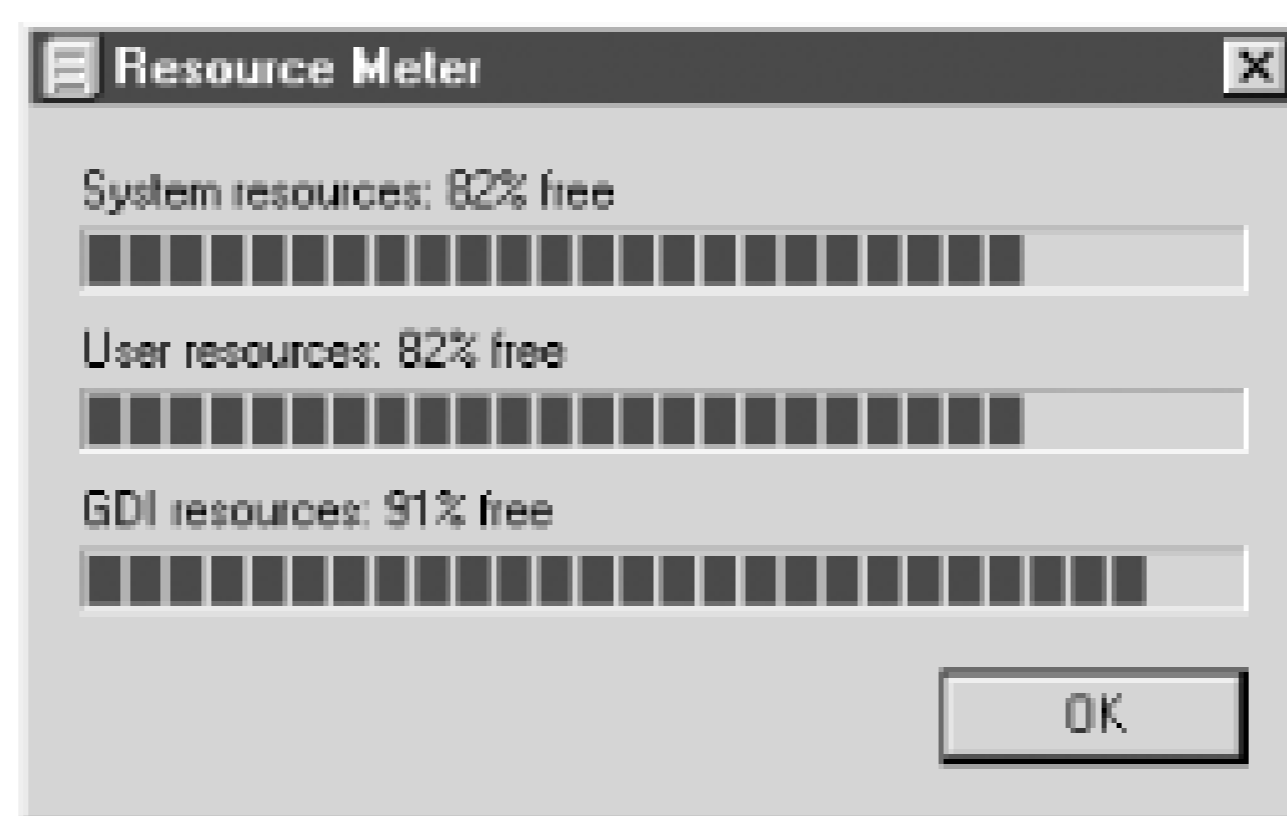 Resource Meter
System resources: 82% free
User resources: 82% free
GDI resources: 91% free
OK